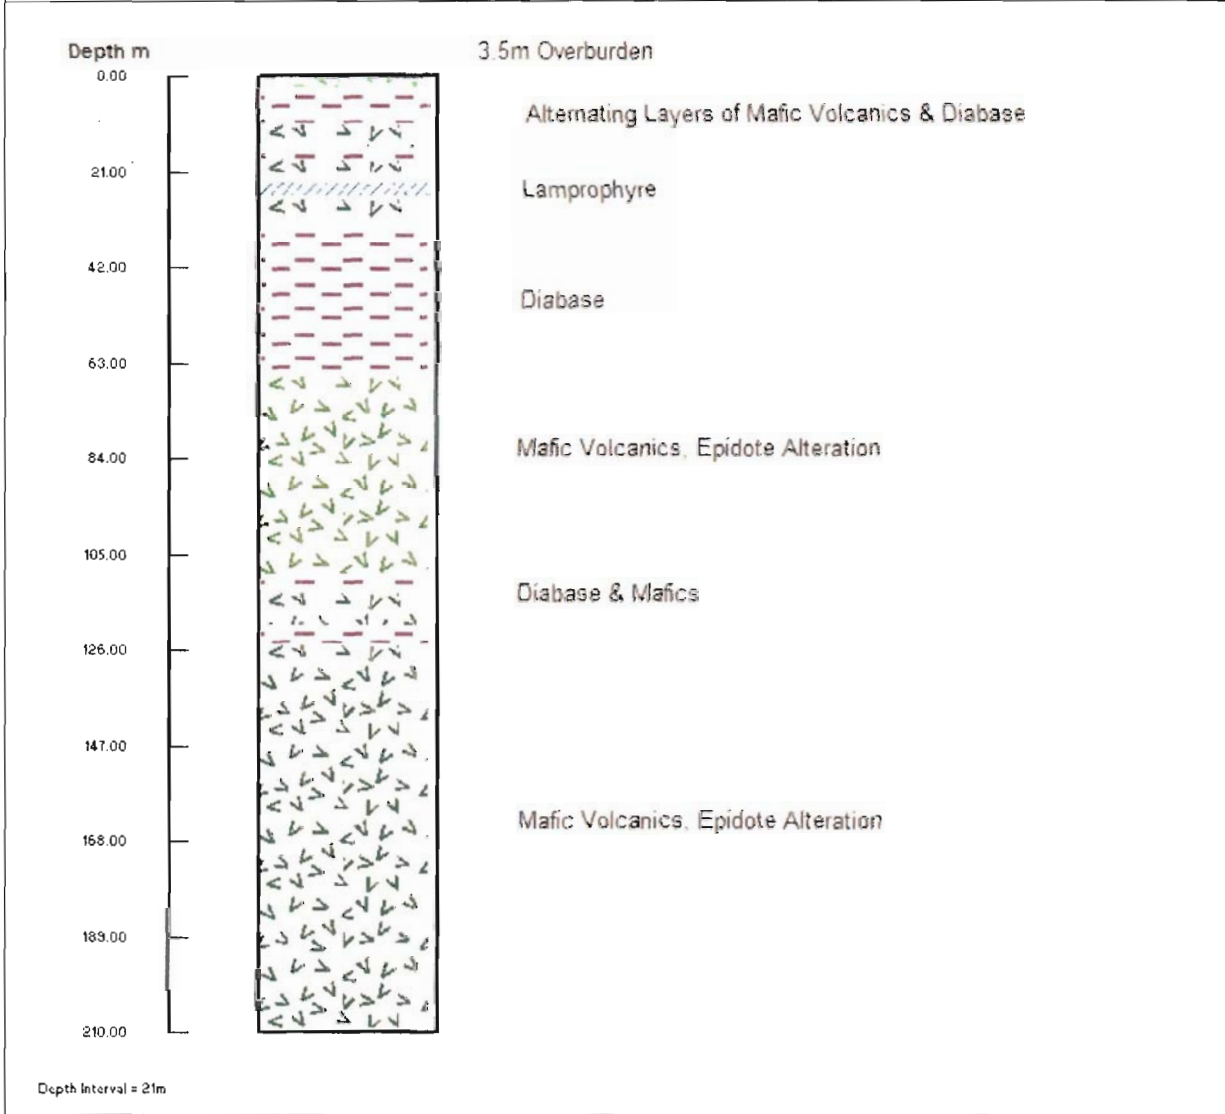 Depth m
3.5m Overburden
0.00
Alternating Layers of Mafic Volcanics & Diabase
21.00
Lamprophyre
42.00
Diabase
63.00
Mafic Volcanics, Epidote Alteration
84.00
105.00
Diabase & Mafics
126.00
147.00
Mafic Volcanics, Epidote Alteration
168.00
189.00
210.00
Depth Interval = 21m